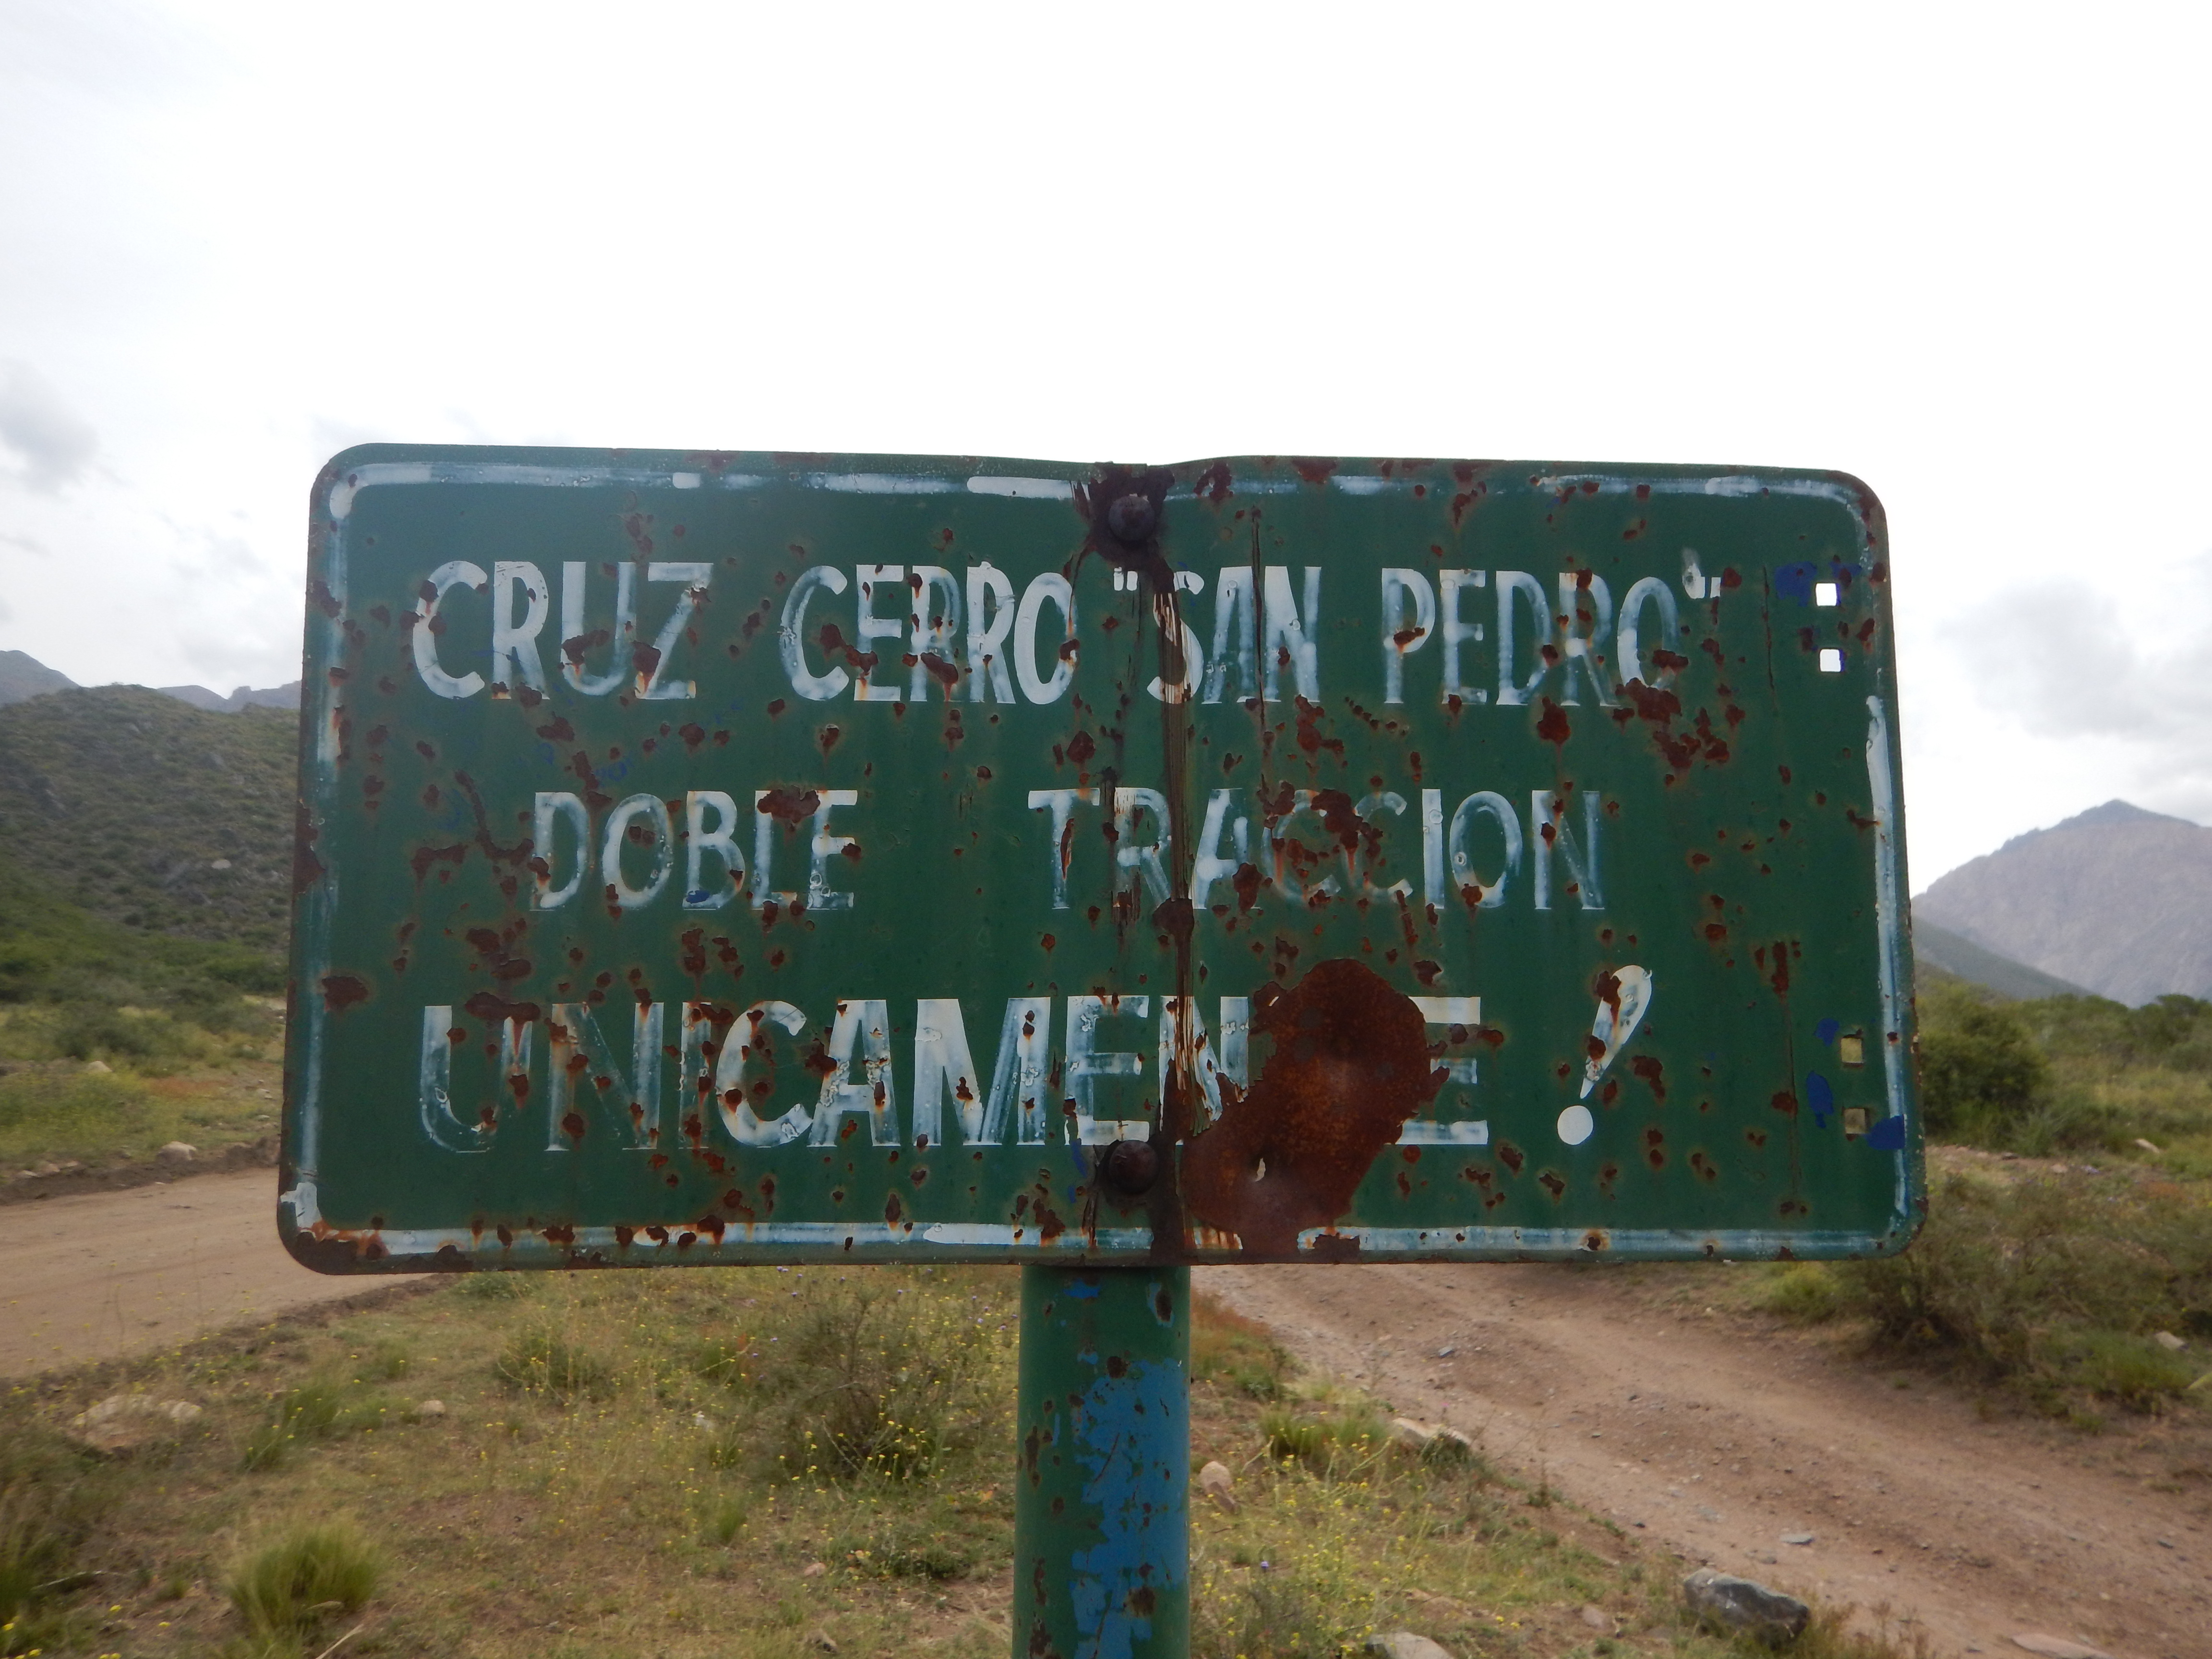 CRUZ CERRO "SAN PEDRO"
DOBLE TRACCION
UNICAMENTE!